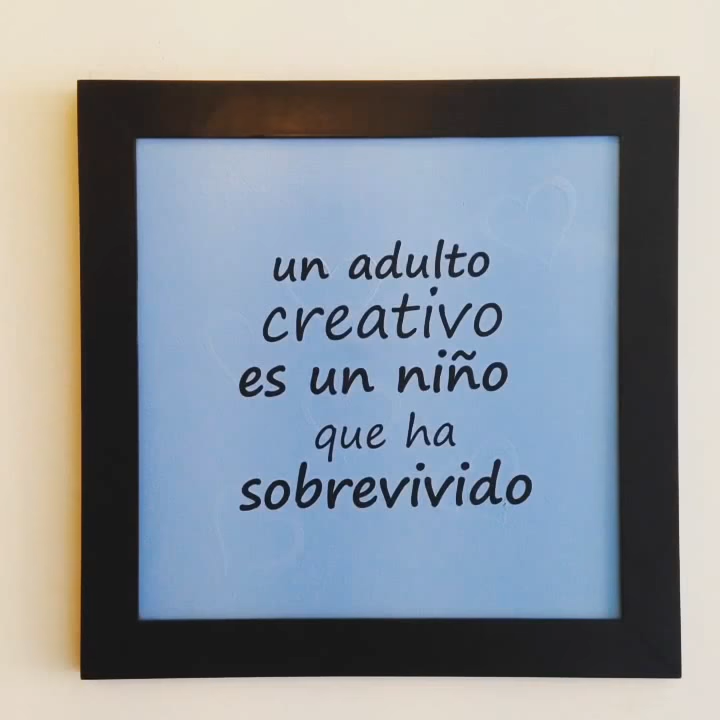 un adulto
creativo
es un niño
que ha
sobrevivido